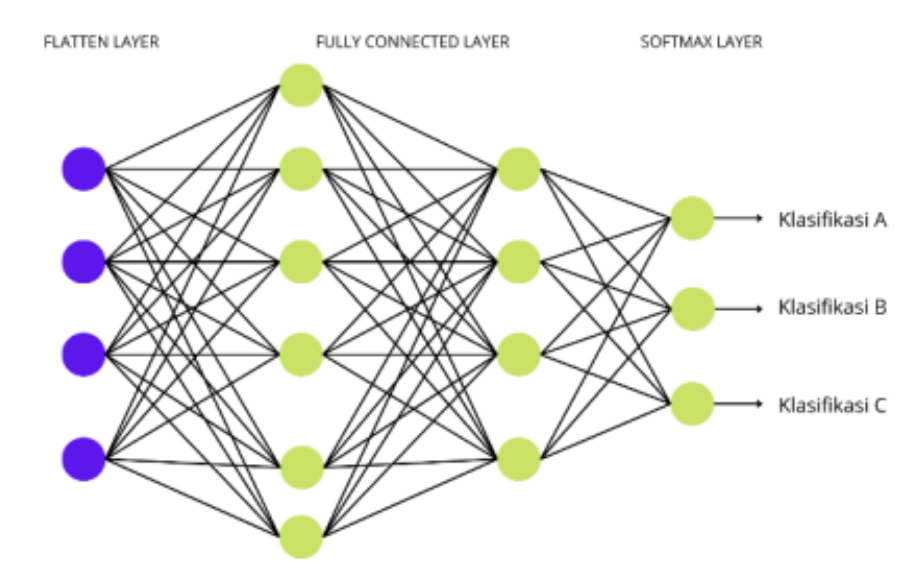 FLATTEN LAYER
FULLY CONNECTED LAYER
SOFTMAX LAYER
Klasifikasi A
Klasifikasi B
Klasifikasi C